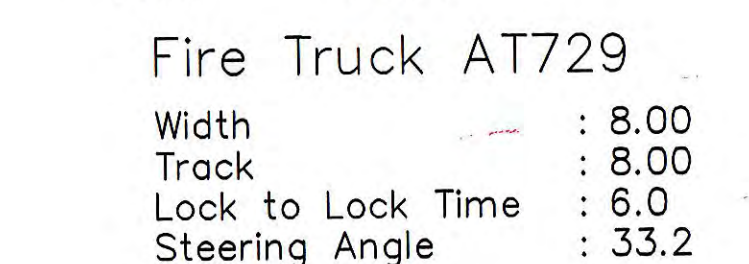 Fire Truck AT729
Width : 8.00
Track : 8.00
Lock to Lock Time : 6.0
Steering Angle : 33.2